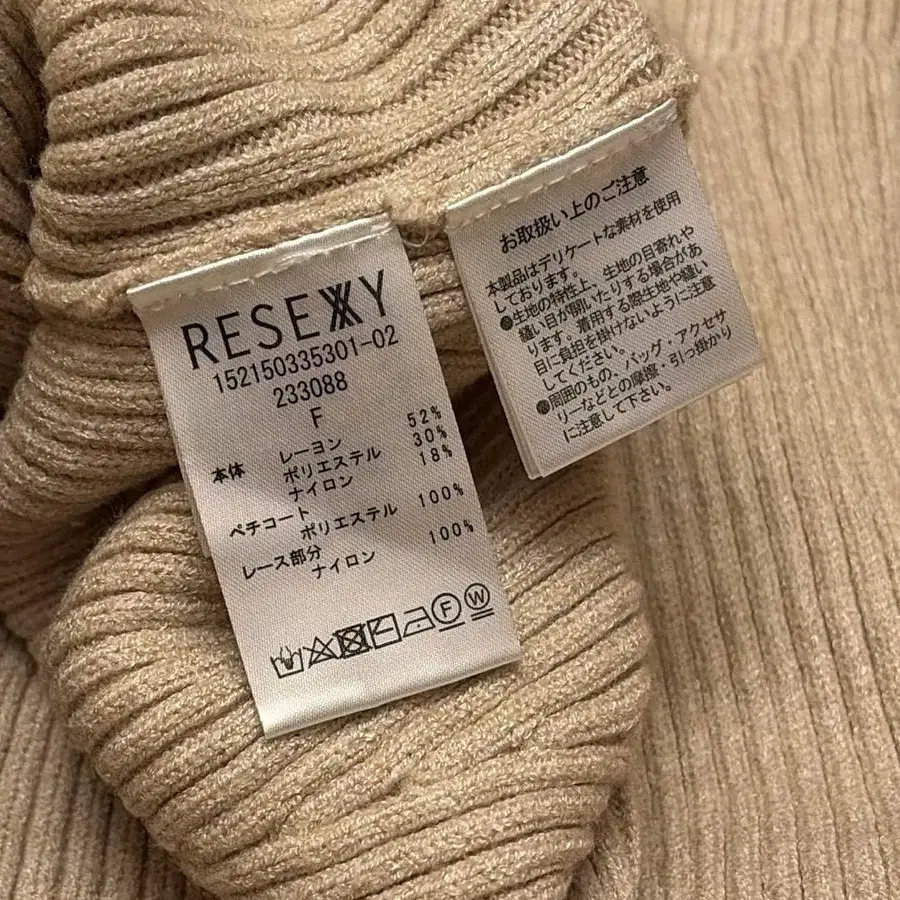 RESEXXY
152150335301-02
233088
F
本体 レーヨン 52%
ポリエステル 30%
ナイロン 18%
ペチコート
ポリエステル 100%
レース部分
ナイロン 100%
F W
お取扱い上のご注意
本製品はデリケートな素材を使用
しております。
●生地の特性上、生地の目寄れや
縫い目が開いたりする場合があ
ります。着用する際生地や縫い
目に負担を掛けないように注意
してください。
●周囲のもの、バッグ・アクセサ
リーなどとの摩擦・引っ掛かり
に注意して下さい。